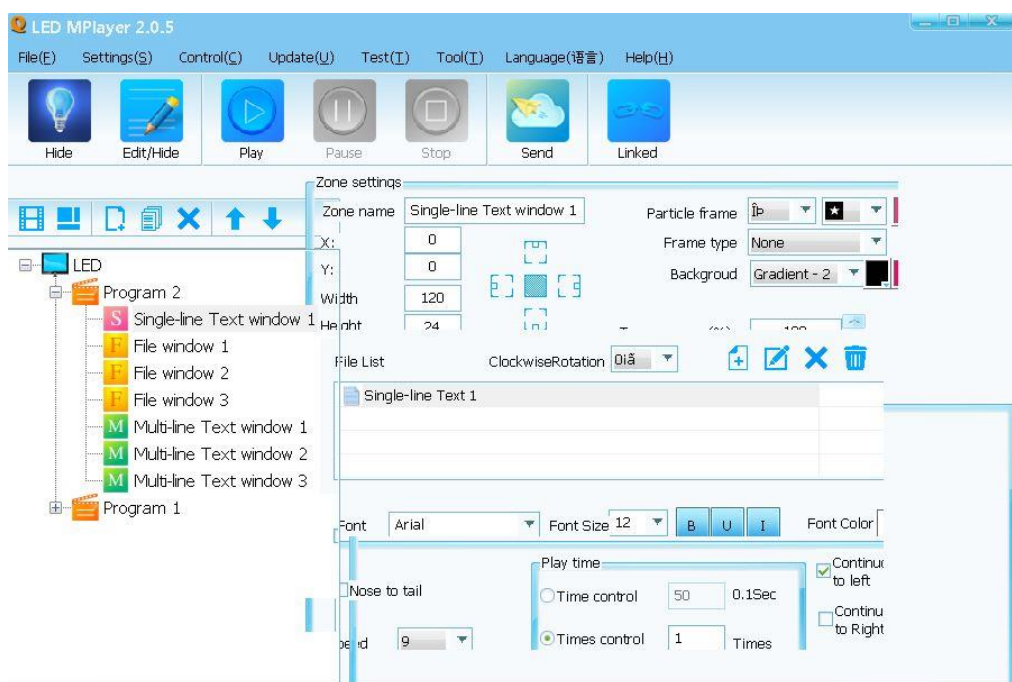 LED MPlayer 2.0.5
File(F) Settings(S) Control(C) Update(U) Test(T) Tool(T) Language(语言) Help(H)
Hide Edit/Hide Play Pause Stop Send Linked
Zone settings
Zone name Single-line Text window 1 Particle frame ÎÞ
X: 0 Frame type None
Y: 0 Backgroud Gradient - 2
Width 120
24
LED
Program 2
S Single-line Text window 1
F File window 1
F File window 2
F File window 3
M Multi-line Text window 1
M Multi-line Text window 2
M Multi-line Text window 3
Program 1
File List ClockwiseRotation 0iã
Single-line Text 1
Font Arial Font Size 12 B U I Font Color
Nose to tail
9
Play time
Time control 50 0.1Sec
Times control 1 Times
Continuo
to left
Continu
to Right